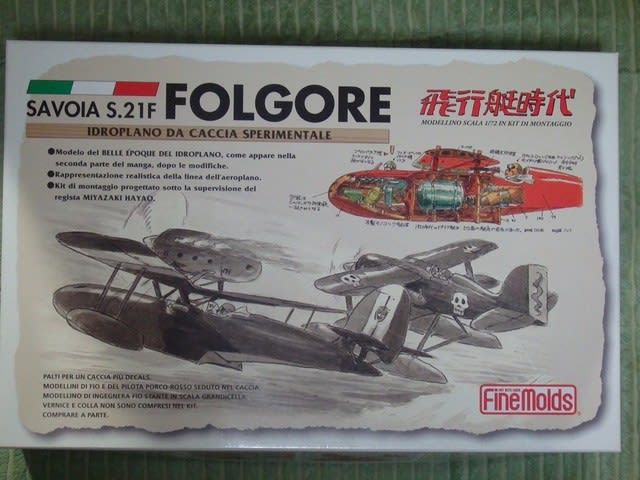 SAVOIA S.21F FOLGORE
IDROPLANO DA CACCIA SPERIMENTALE
飛行艇時代
MODELLINO SCALA 1/72 IN KIT DI MONTAGGIO
●Modelo del BELLE ÉPOQUE DEL IDROPLANO, come appare nella
seconda parte del manga, dopo le modifiche.
●Rappresentazione realistica della linea dell'aeroplano.
●Kit di montaggio progettato sotto la supervisione del
regista MIYAZAKI HAYAO.
PALTI PER UN CACCIA PIÙ DECALS.
MODELLINI DI FIO E DEL PILOTA PORCO ROSSO SEDUTO NEL CACCIA
MODELLINO DI INGEGNERA FIO STANTE IN SCALA GRANDICELLA.
VERNICE E COLLA NON SONO COMPRESI NEL KIT.
COMPRARE A PARTE.
FineMolds